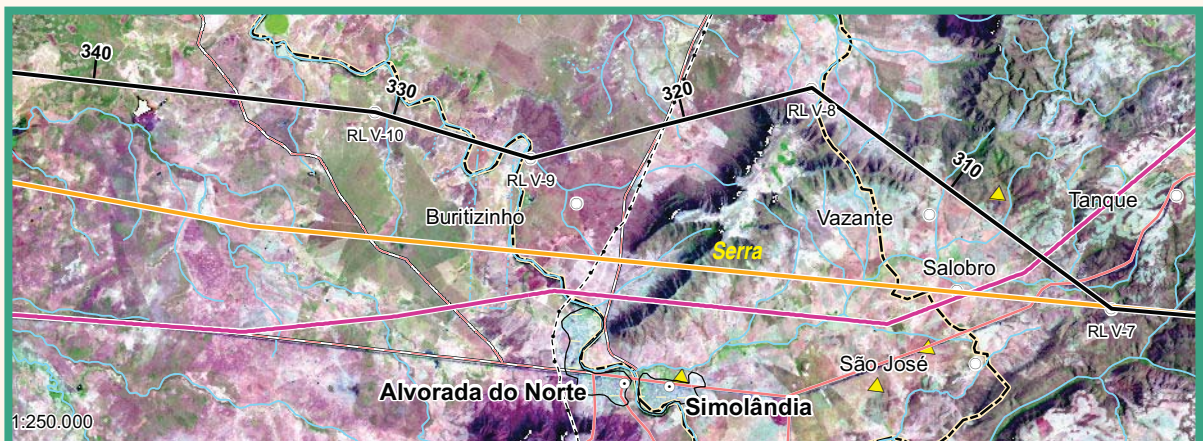 340
330
320
RL V-8
RL V-10
RL V-9
310
Tanque
Buritizinho
Vazante
Serra
Salobro
RL V-7
São José
Alvorada do Norte
Simolândia
1:250.000